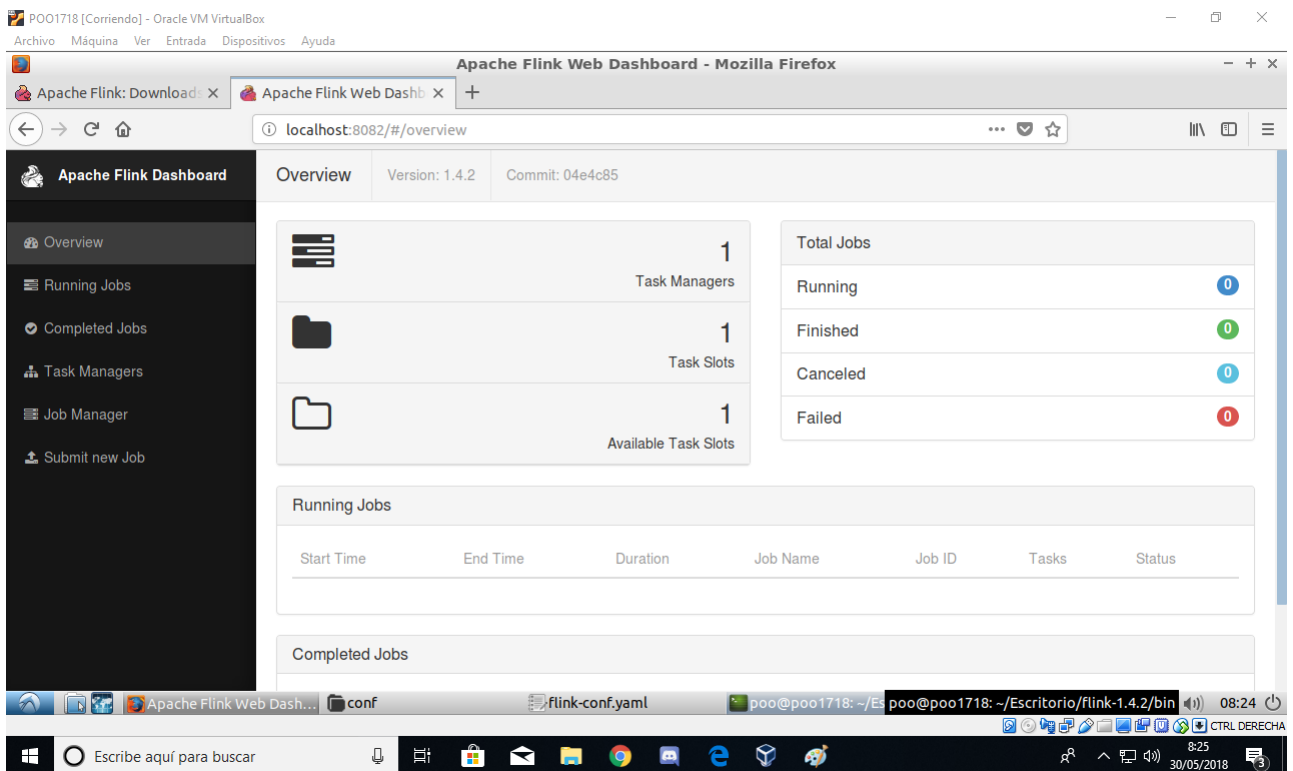 POO1718 [Corriendo] - Oracle VM VirtualBox
Archivo Máquina Ver Entrada Dispositivos Ayuda
Apache Flink Web Dashboard - Mozilla Firefox
Apache Flink: Downloads
Apache Flink Web Dashb
localhost:8082/#/overview
Apache Flink Dashboard
Overview
Version: 1.4.2
Commit: 04e4c85
Overview
Running Jobs
Completed Jobs
Task Managers
Job Manager
Submit new Job
1
Task Managers
1
Task Slots
1
Available Task Slots
Total Jobs
Running 0
Finished 0
Canceled 0
Failed 0
Running Jobs
Start Time End Time Duration Job Name Job ID Tasks Status
Completed Jobs
Apache Flink Web Dash... conf flink-conf.yaml poo@poo1718: ~/Es poo@poo1718: ~/Escritorio/flink-1.4.2/bin 08:24
CTRL DERECHA
Escribe aquí para buscar
8:25
30/05/2018
3